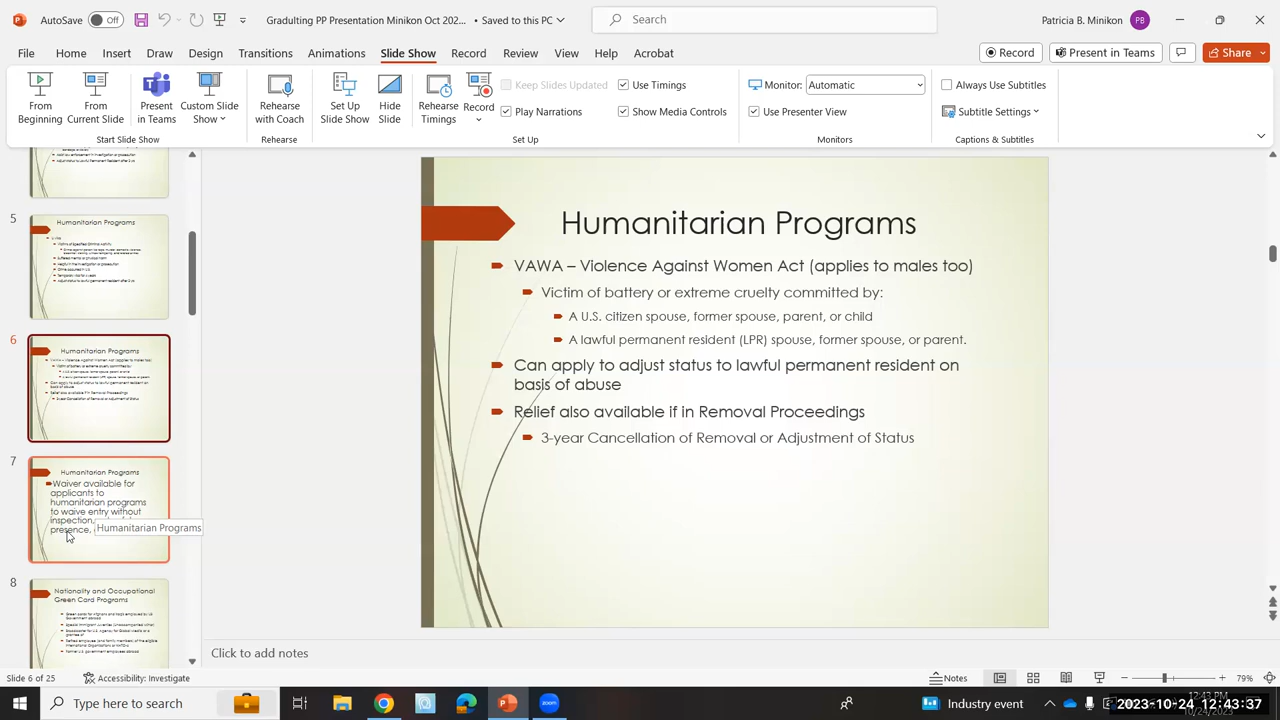 AutoSave Off Gradulting PP Presentation Minikon Oct 202... • Saved to this PC Search Patricia B. Minikon PB
File Home Insert Draw Design Transitions Animations Slide Show Record Review View Help Acrobat Record Present in Teams Share
From Beginning
From Current Slide
Present in Teams
Custom Slide Show
Rehearse with Coach
Set Up Slide Show
Hide Slide
Rehearse Timings
Record
Keep Slides Updated
Use Timings
Play Narrations
Show Media Controls
Monitor: Automatic
Use Presenter View
Always Use Subtitles
Subtitle Settings
Start Slide Show Rehearse Set Up Monitors Captions & Subtitles
5
Humanitarian Programs
6
Humanitarian Programs
7
Humanitarian Programs
Waiver available for
applicants to
humanitarian programs
to waive entry without
inspection,
presence,
Humanitarian Programs
8
Nationality and Occupational
Green Card Programs
Humanitarian Programs
VAWA – Violence Against Women Act (applies to males too)
Victim of battery or extreme cruelty committed by:
A U.S. citizen spouse, former spouse, parent, or child
A lawful permanent resident (LPR) spouse, former spouse, or parent.
Can apply to adjust status to lawful permanent resident on
basis of abuse
Relief also available if in Removal Proceedings
3-year Cancellation of Removal or Adjustment of Status
Click to add notes
Slide 6 of 25 Accessibility: Investigate Notes 79%
Type here to search zoom Industry event 12:43 PM
2023-10-24 12:43:37